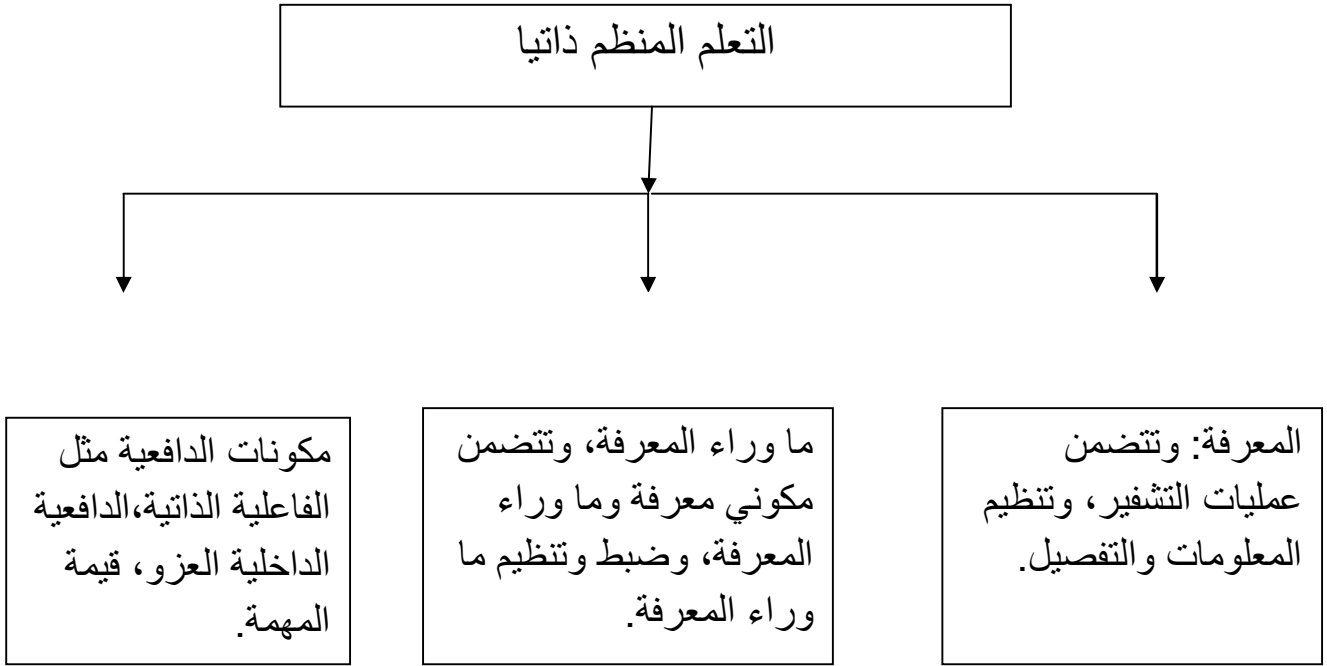 التعلم المنظم ذاتيا
المعرفة: وتتضمن
عمليات التشفير، وتنظيم
المعلومات والتفصيل.
ما وراء المعرفة، وتتضمن
مكوني معرفة وما وراء
المعرفة، وضبط وتنظيم ما
وراء المعرفة.
مكونات الدافعية مثل
الفاعلية الذاتية،الدافعية
الداخلية العزو، قيمة
المهمة.